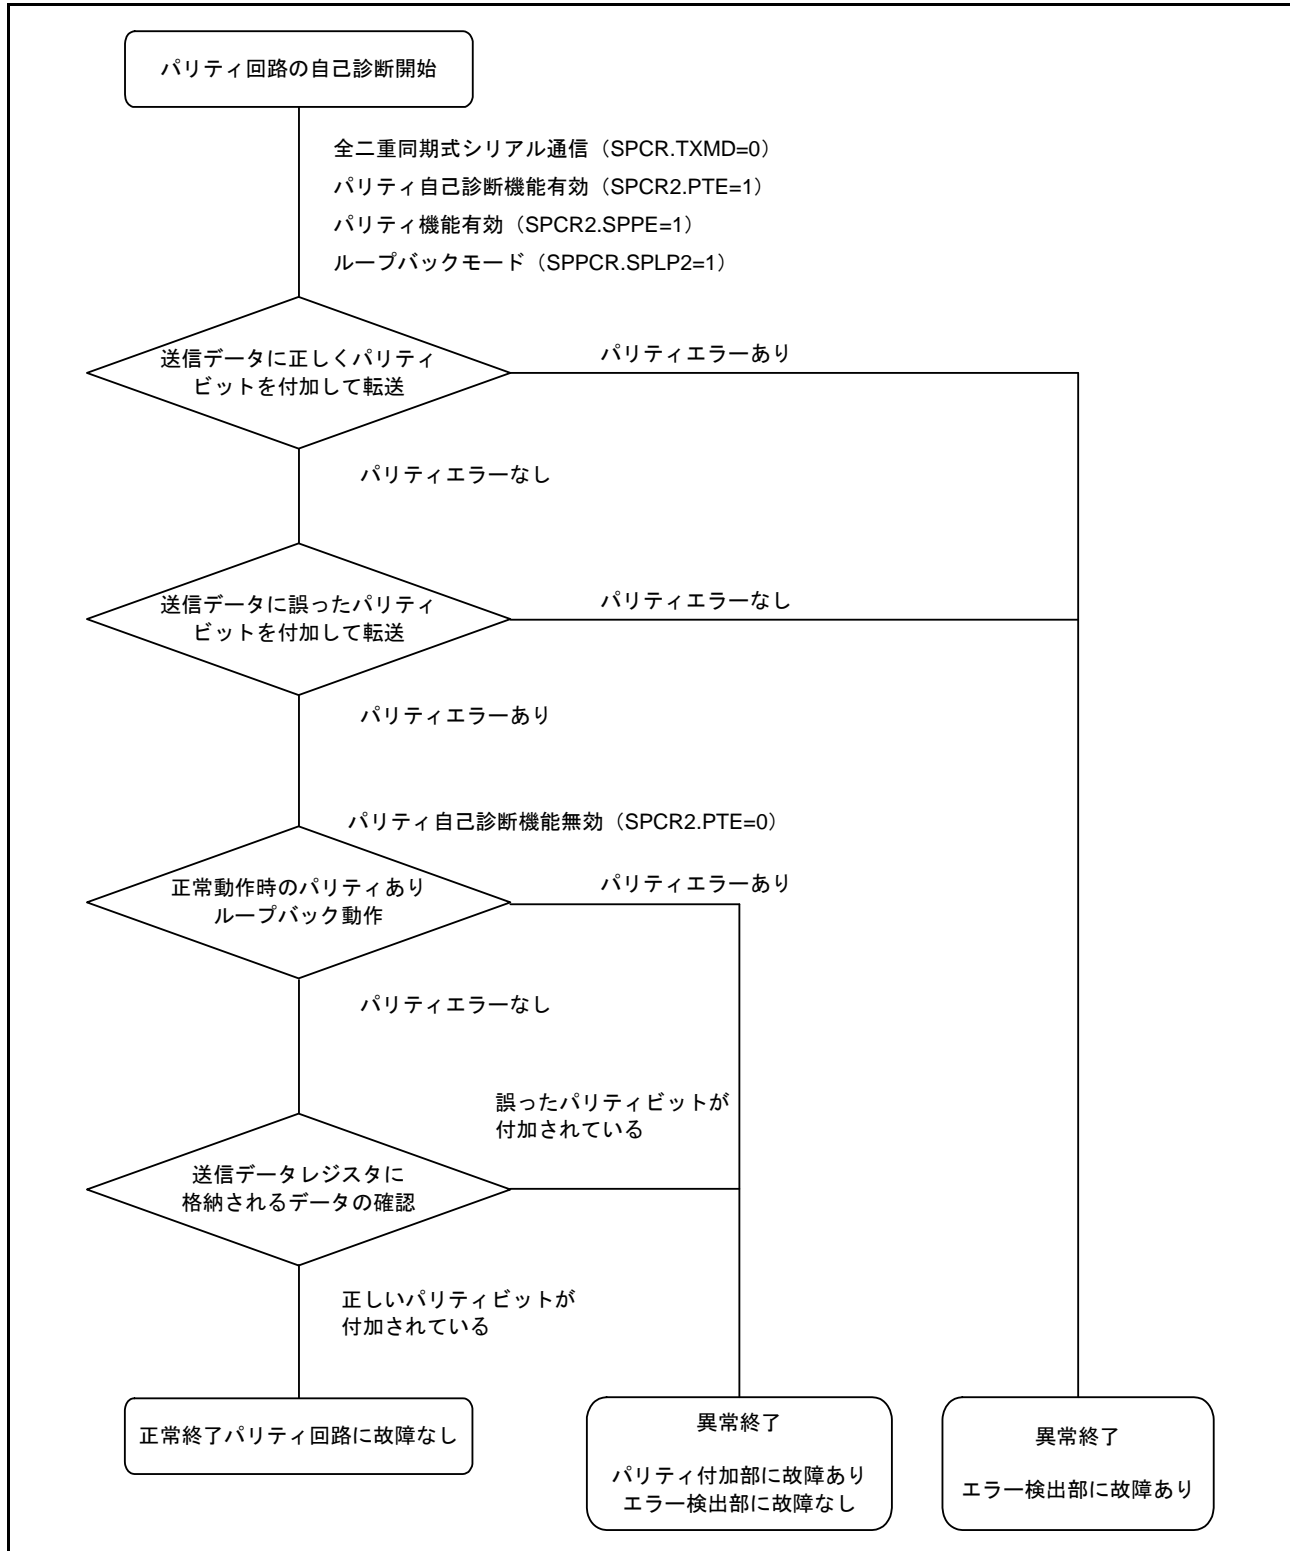 パリティ回路の自己診断開始
全二重同期式シリアル通信（SPCR.TXMD=0）
パリティ自己診断機能有効（SPCR2.PTE=1）
パリティ機能有効（SPCR2.SPPE=1）
ループバックモード（SPPCR.SPLP2=1）
送信データに正しくパリティ
ビットを付加して転送
パリティエラーあり
パリティエラーなし
送信データに誤ったパリティ
ビットを付加して転送
パリティエラーなし
パリティエラーあり
パリティ自己診断機能無効（SPCR2.PTE=0）
正常動作時のパリティあり
ループバック動作
パリティエラーあり
パリティエラーなし
誤ったパリティビットが
付加されている
送信データレジスタに
格納されるデータの確認
正しいパリティビットが
付加されている
正常終了パリティ回路に故障なし
異常終了
パリティ付加部に故障あり
エラー検出部に故障なし
異常終了
エラー検出部に故障あり